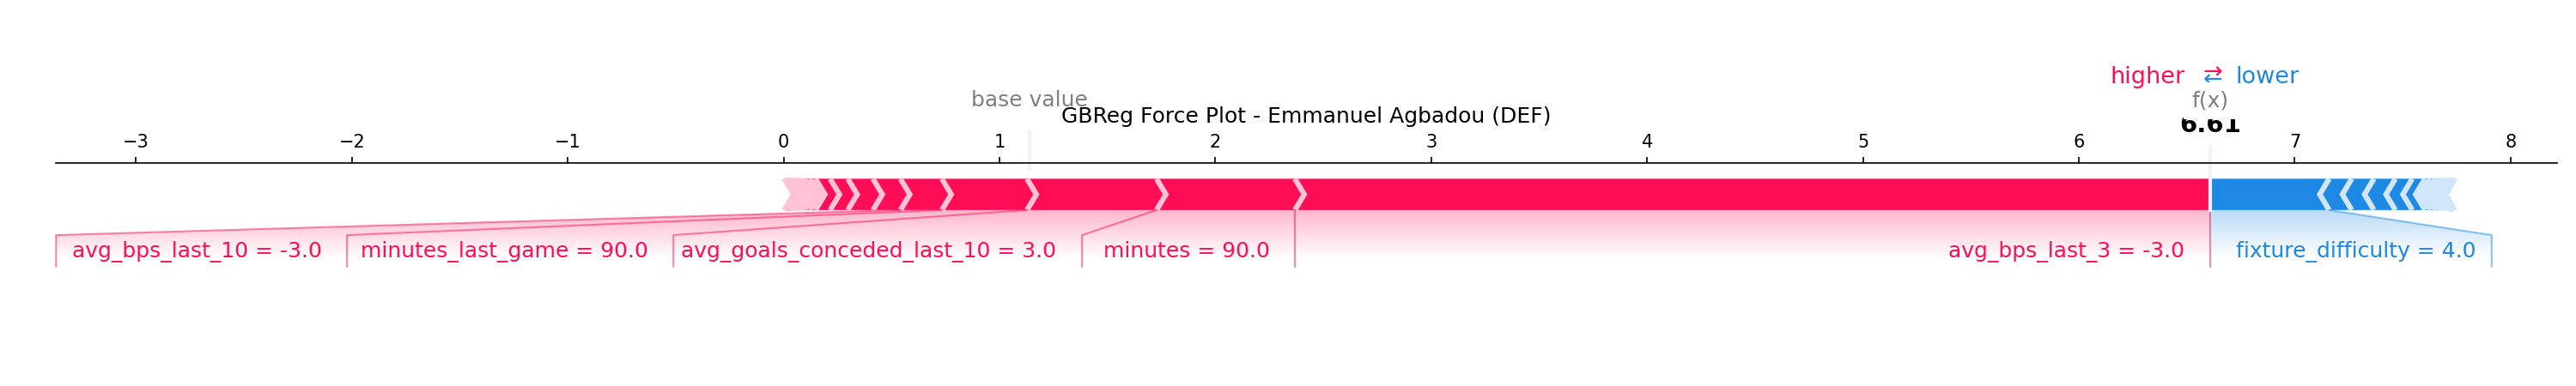 higher ⇄ lower
base value
f(x)
GBReg Force Plot - Emmanuel Agbadou (DEF)
6.61
−3 −2 −1 0 1 2 3 4 5 6 7 8
avg_bps_last_10 = -3.0 minutes_last_game = 90.0 avg_goals_conceded_last_10 = 3.0 minutes = 90.0 avg_bps_last_3 = -3.0 fixture_difficulty = 4.0